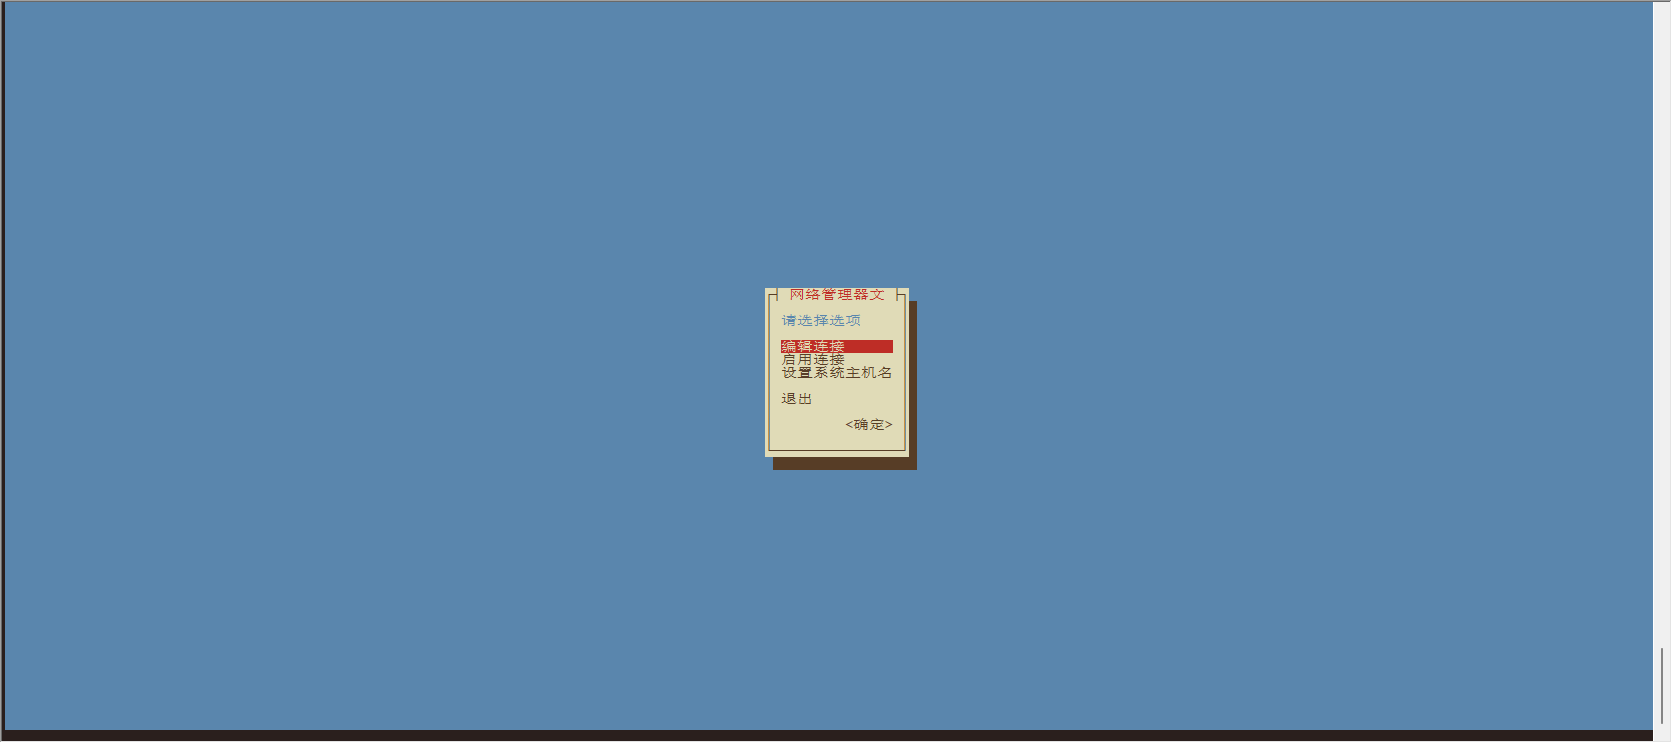 网络管理器文
请选择选项
编辑连接
启用连接
设置系统主机名
退出
<确定>